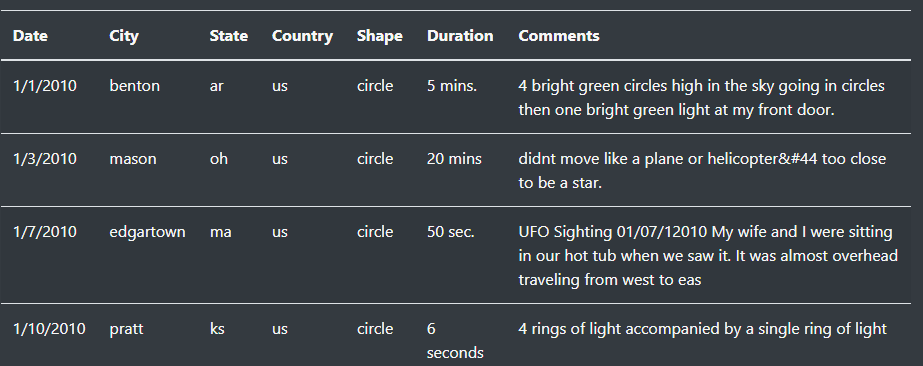 Date City State Country Shape Duration Comments
1/1/2010 benton ar us circle 5 mins. 4 bright green circles high in the sky going in circles
then one bright green light at my front door.
1/3/2010 mason oh us circle 20 mins didnt move like a plane or helicopter&#44 too close
to be a star.
1/7/2010 edgartown ma us circle 50 sec. UFO Sighting 01/07/12010 My wife and I were sitting
in our hot tub when we saw it. It was almost overhead
traveling from west to eas
1/10/2010 pratt ks us circle 6 4 rings of light accompanied by a single ring of light
seconds